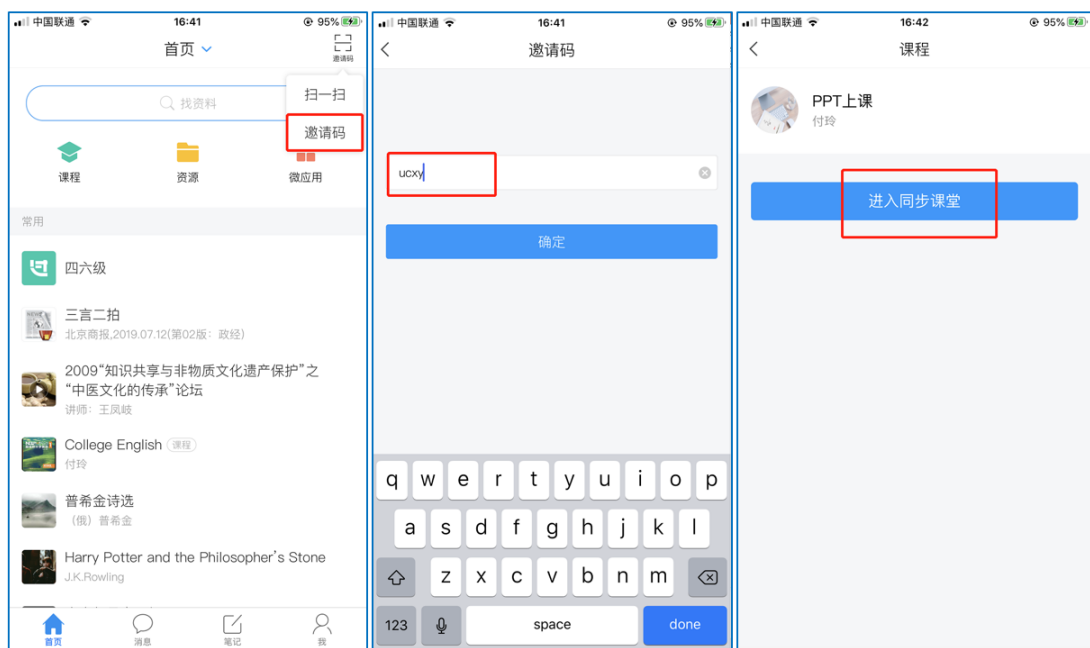 中国联通
16:41
95%
首页
邀请码
找资料
扫一扫
邀请码
课程
资源
微应用
常用
四六级
三言二拍
北京商报,2019.07.12(第02版：政经)
2009“知识共享与非物质文化遗产保护”之
“中医文化的传承”论坛
讲师：王凤岐
College English 课程
付玲
普希金诗选
（俄）普希金
Harry Potter and the Philosopher's Stone
J.K.Rowling
首页
消息
笔记
我
中国联通
16:41
95%
邀请码
ucxy
确定
q w e r t y u i o p
a s d f g h j k l
z x c v b n m
123
space
done
中国联通
16:42
95%
课程
PPT上课
付玲
进入同步课堂